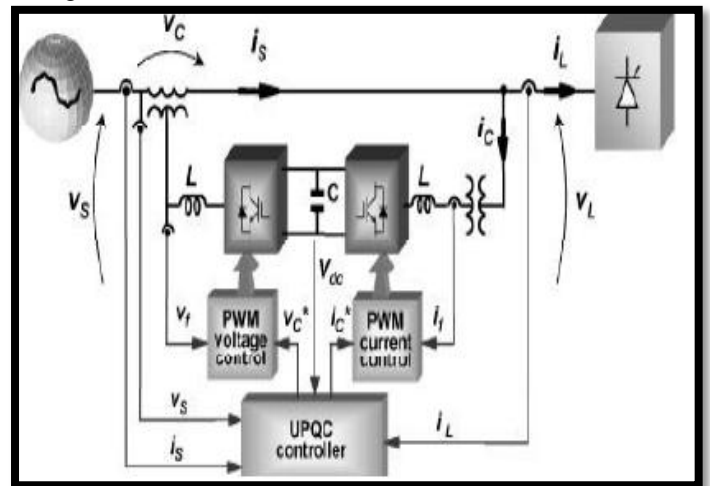 v_C
i_S
i_L
i_C
v_S
L
C
L
v_L
V_dc
v_f
PWM
voltage
control
v_C*
i_C*
PWM
current
control
i_f
v_S
i_S
UPQC
controller
i_L